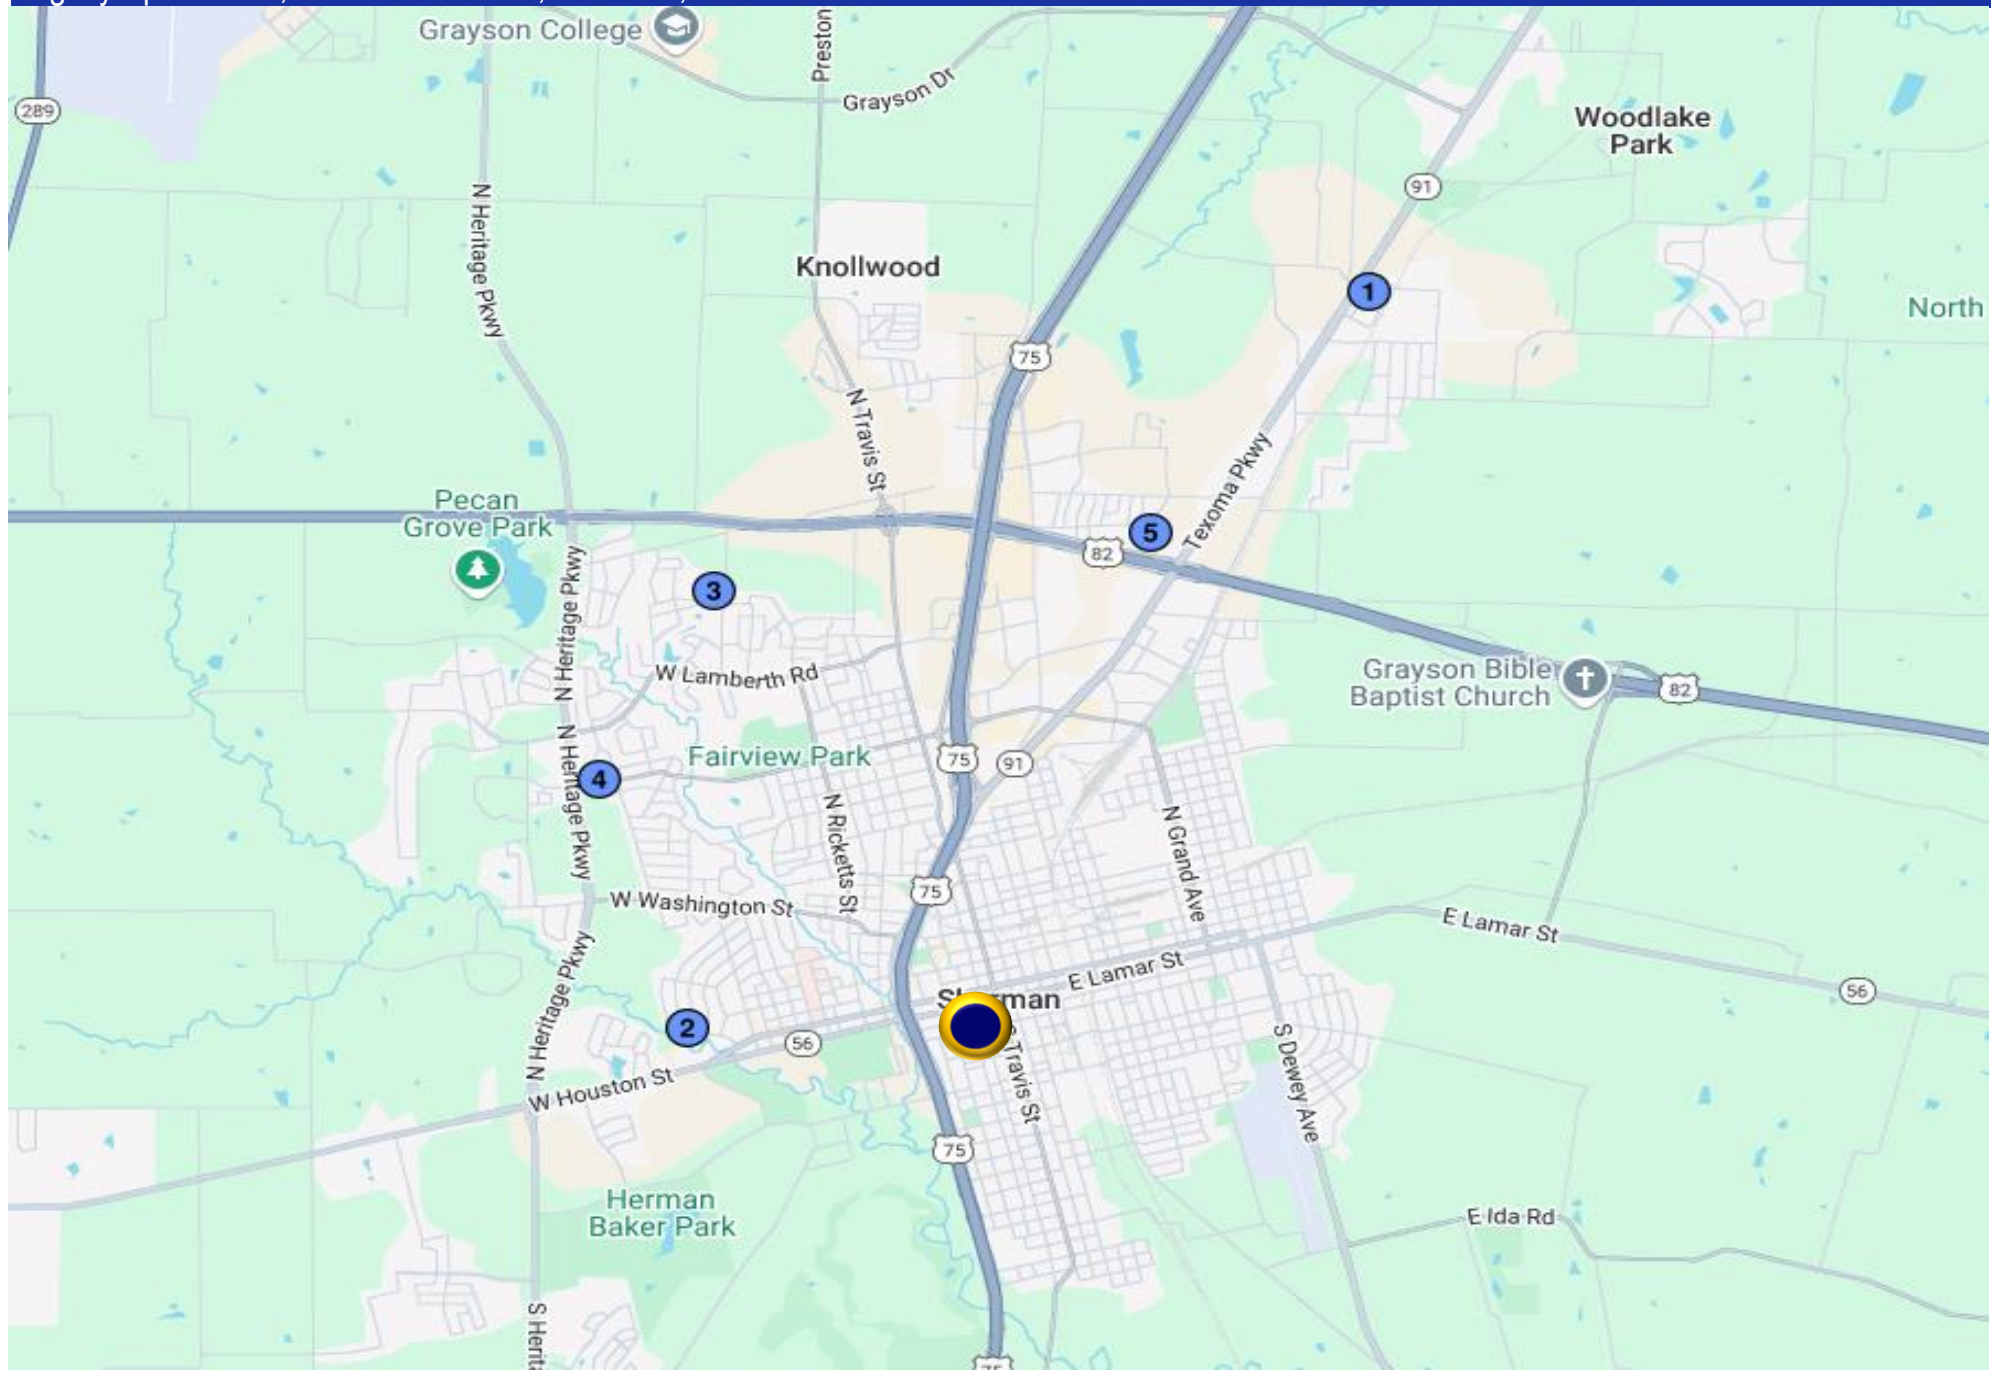 Grayson College
Preston
289
Grayson Dr
Woodlake
Park
91
N Heritage Pkwy
Knollwood
1
North
75
N Travis St
Texoma Pkwy
Pecan
Grove Park
5
82
3
N Heritage Pkwy
W Lamberth Rd
Grayson Bible
Baptist Church
82
N Heritage Pkwy
Fairview Park
75
91
4
N Ricketts St
N Grand Ave
75
W Washington St
E Lamar St
N Heritage Pkwy
E Lamar St
56
Sherman
2
56
S Travis St
S Dewey Ave
W Houston St
75
Herman
Baker Park
E Ida Rd
S Herita
75